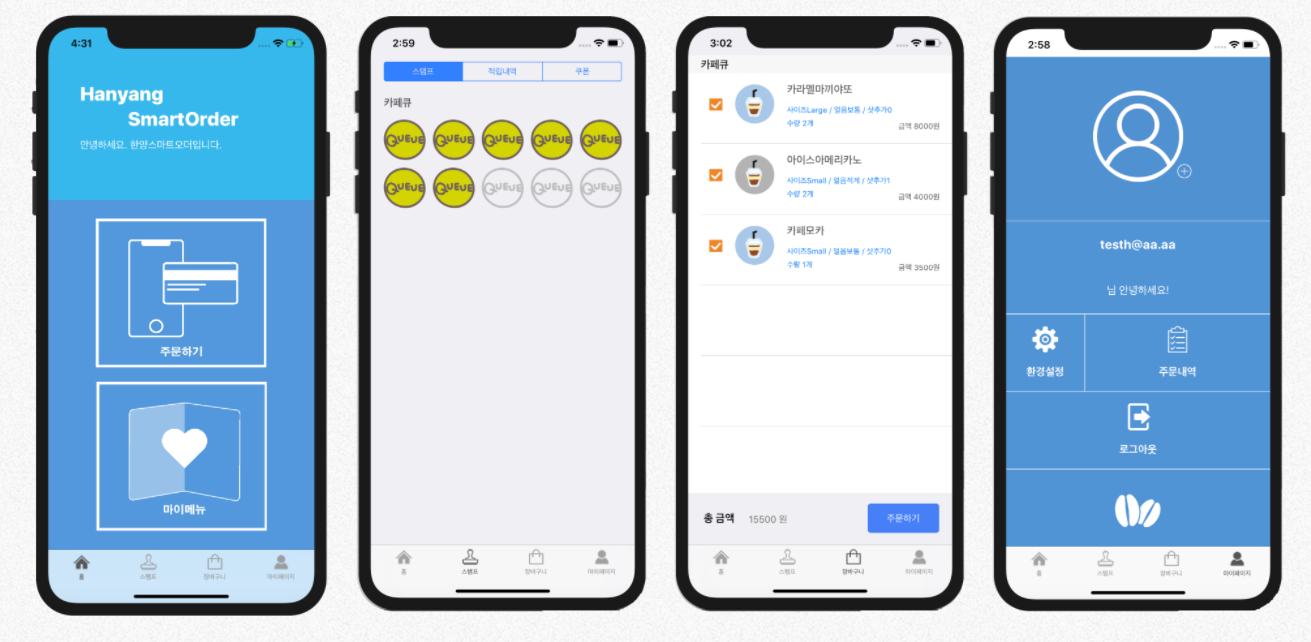 4:31
Hanyang
SmartOrder
안녕하세요. 한양스마트오더입니다.
주문하기
마이메뉴
홈
스탬프
장바구니
마이페이지
2:59
스탬프
적립내역
쿠폰
카페큐
QUEUE QUEUE QUEUE QUEUE QUEUE
QUEUE QUEUE QUEUE QUEUE QUEUE
홈
스탬프
장바구니
마이페이지
3:02
카페큐
카라멜마끼야또
사이즈Large / 얼음보통 / 샷추가0
수량 2개
금액 8000원
아이스아메리카노
사이즈Small / 얼음적게 / 샷추가1
수량 2개
금액 4000원
카페모카
사이즈Small / 얼음보통 / 샷추가0
수량 1개
금액 3500원
총 금액 15500 원
주문하기
홈
스탬프
장바구니
마이페이지
2:58
testh@aa.aa
님 안녕하세요!
환경설정
주문내역
로그아웃
홈
스탬프
장바구니
마이페이지